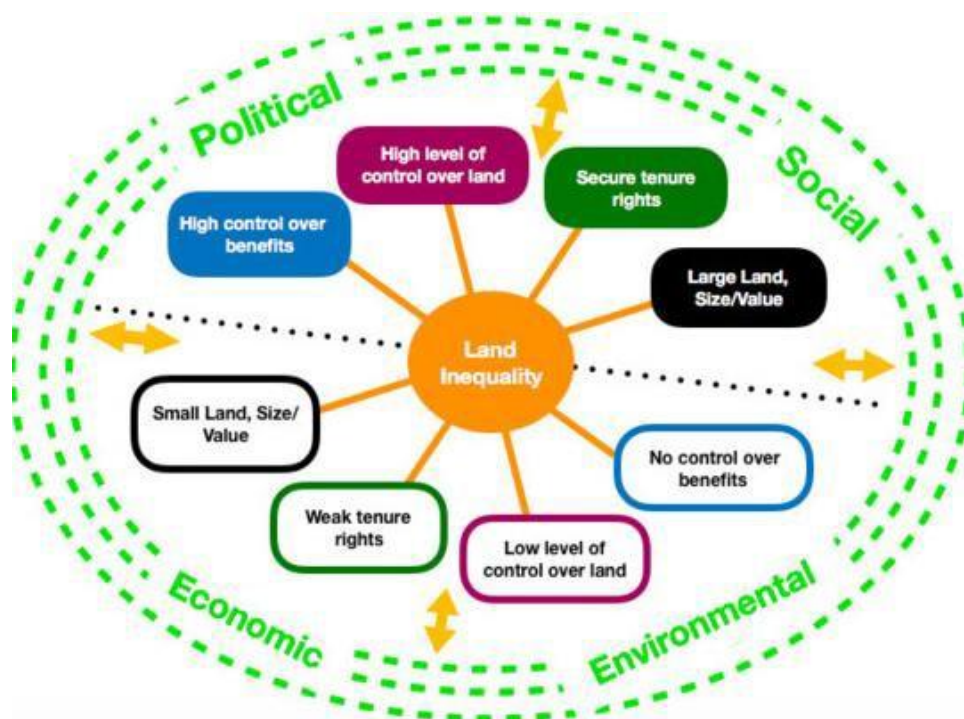 Political
Social
High level of
control over land
Secure tenure
rights
High control over
benefits
Large Land,
Size/Value
Land
Inequality
Small Land, Size/
Value
No control over
benefits
Weak tenure
rights
Low level of
control over land
Economic
Environmental